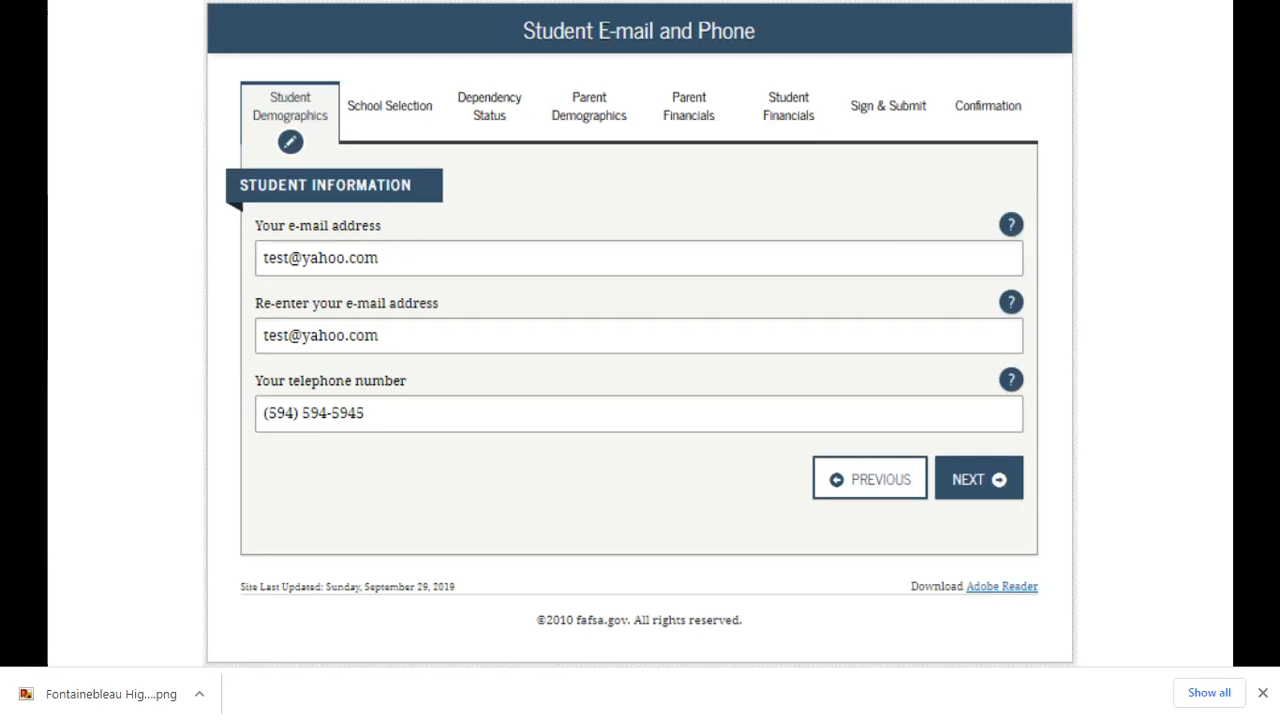 Student E-mail and Phone
Student Demographics
School Selection
Dependency Status
Parent Demographics
Parent Financials
Student Financials
Sign & Submit
Confirmation
STUDENT INFORMATION
Your e-mail address
?
test@yahoo.com
Re-enter your e-mail address
?
test@yahoo.com
Your telephone number
?
(594) 594-5945
PREVIOUS
NEXT
Site Last Updated: Sunday, September 29, 2019
Download Adobe Reader
©2010 fafsa.gov. All rights reserved.
Fontainebleau Hig....png
Show all